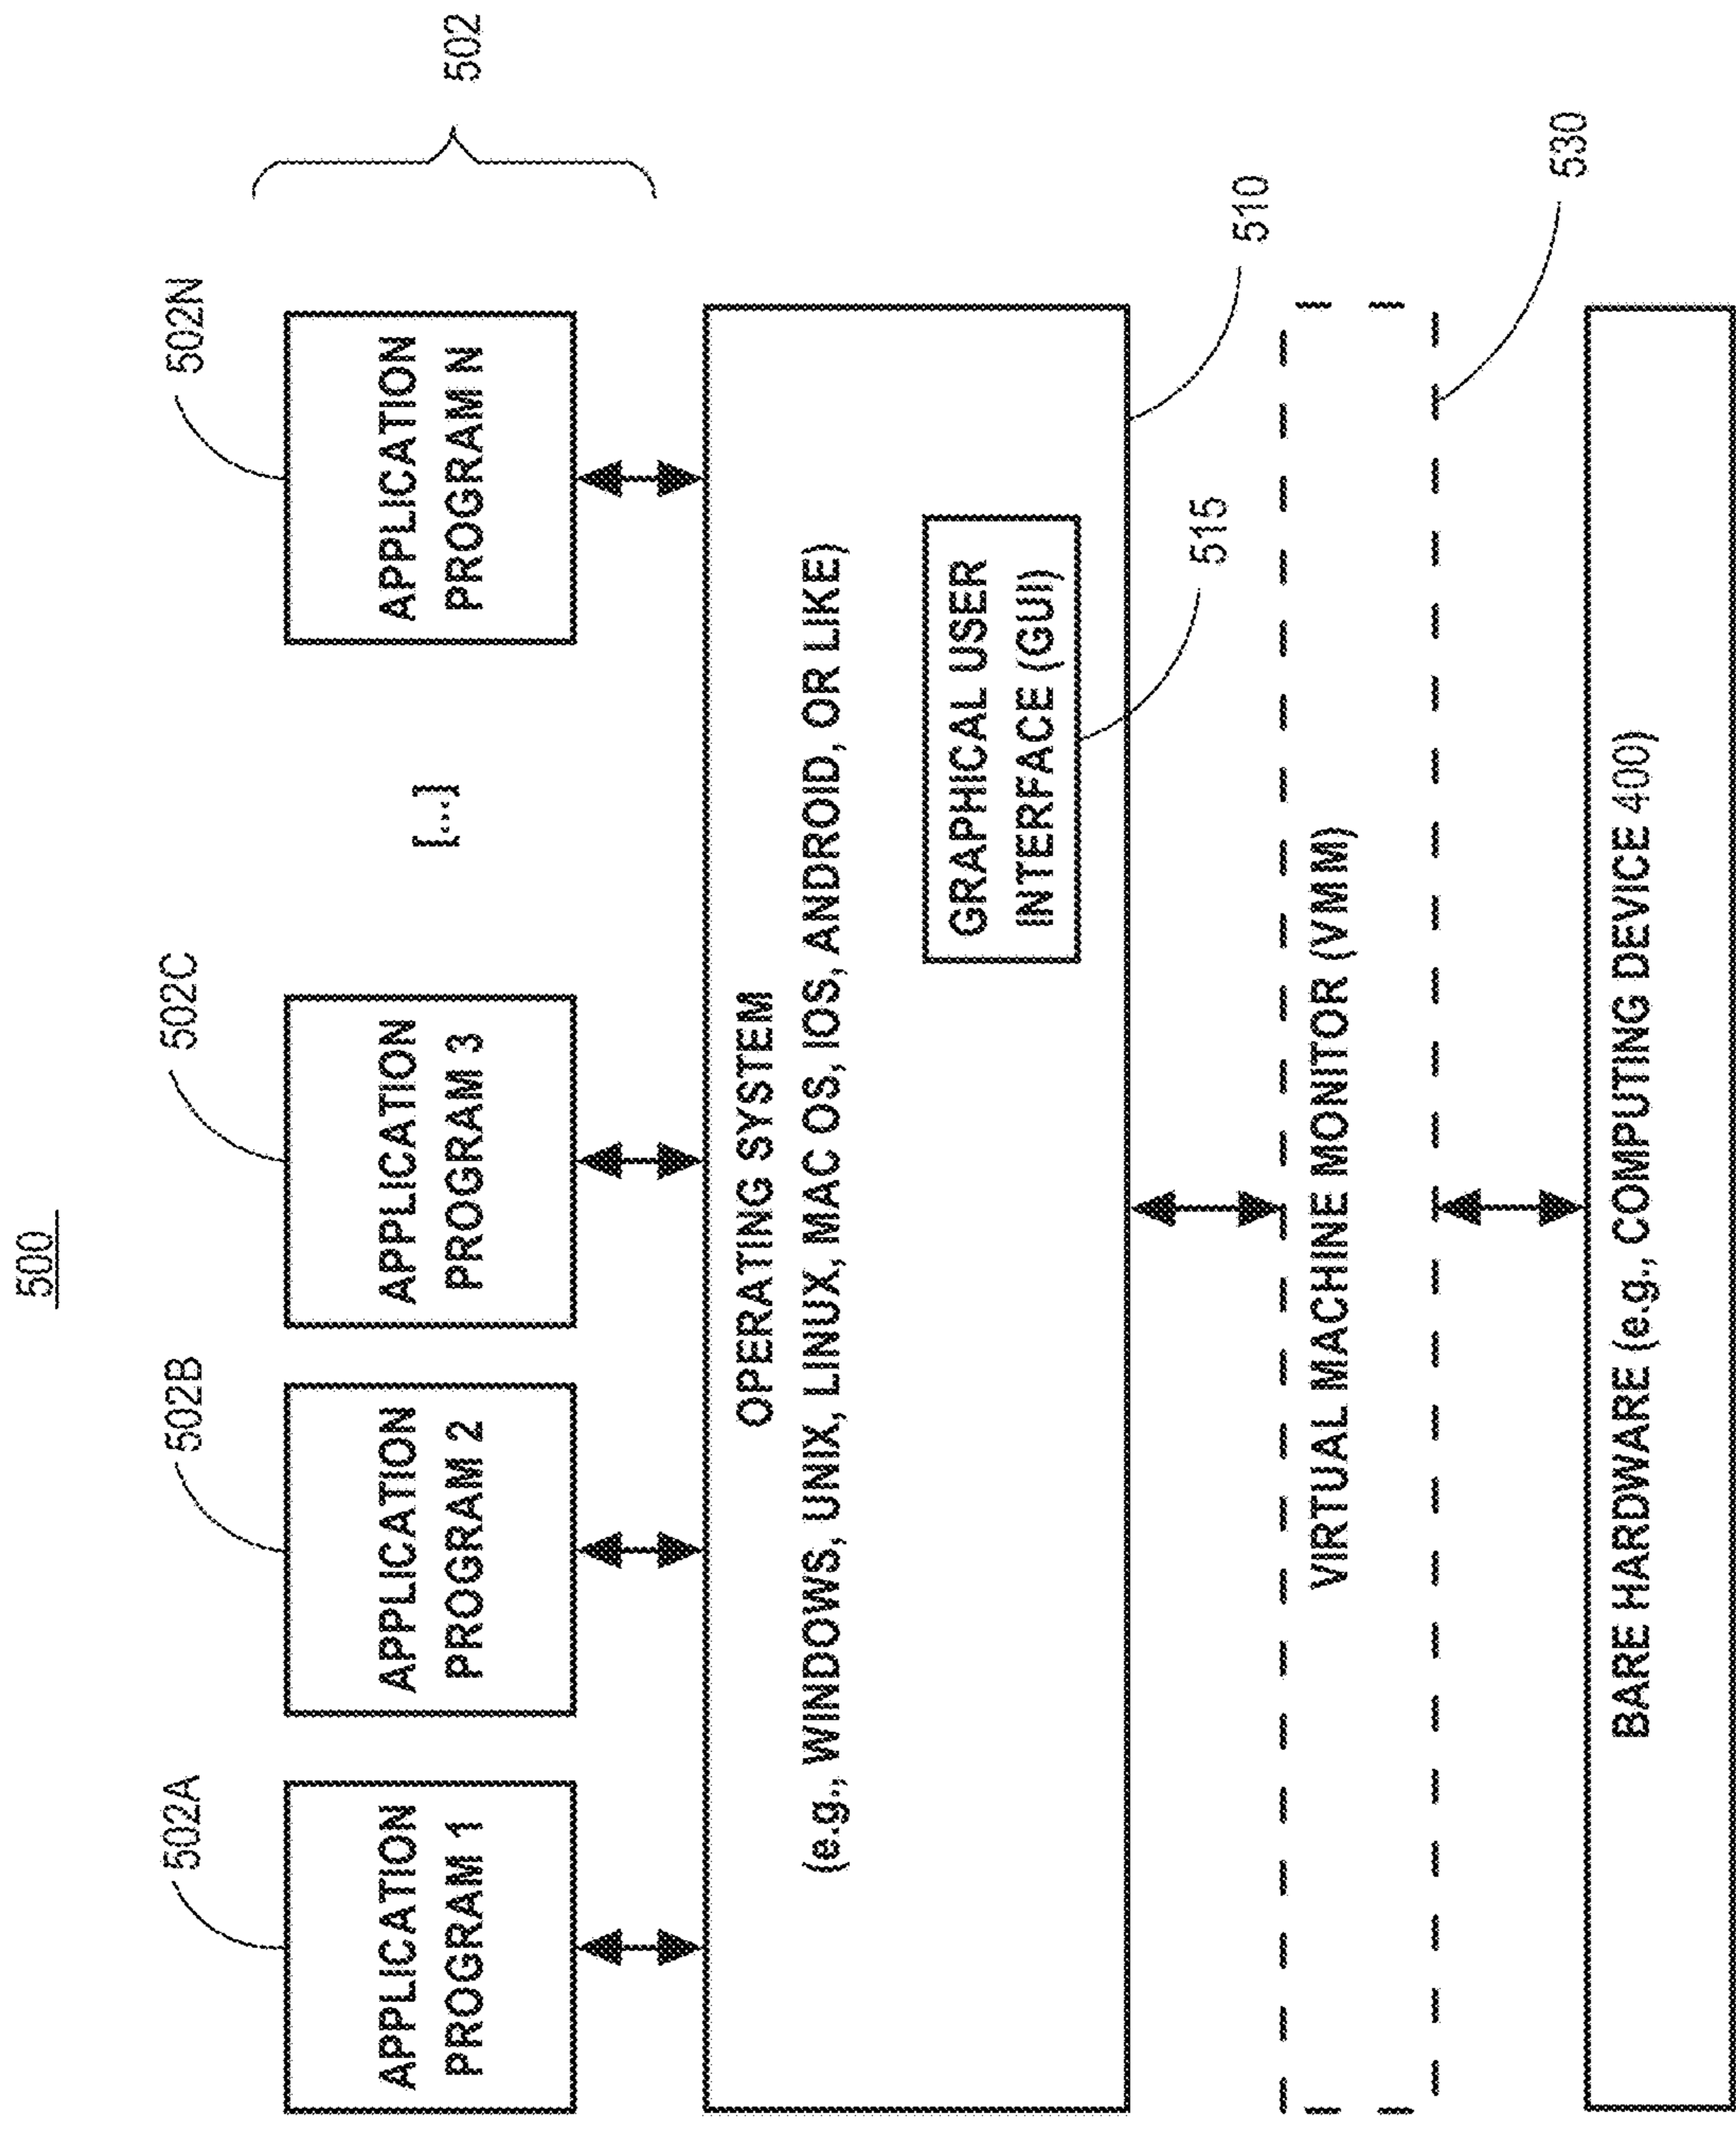 500
502
502A
502B
502C
502N
APPLICATION
PROGRAM 1
APPLICATION
PROGRAM 2
APPLICATION
PROGRAM 3
[...]
APPLICATION
PROGRAM N
OPERATING SYSTEM
(e.g., WINDOWS, UNIX, LINUX, MAC OS, IOS, ANDROID, OR LIKE)
GRAPHICAL USER
INTERFACE (GUI)
510
515
VIRTUAL MACHINE MONITOR (VMM)
530
BARE HARDWARE (e.g., COMPUTING DEVICE 400)